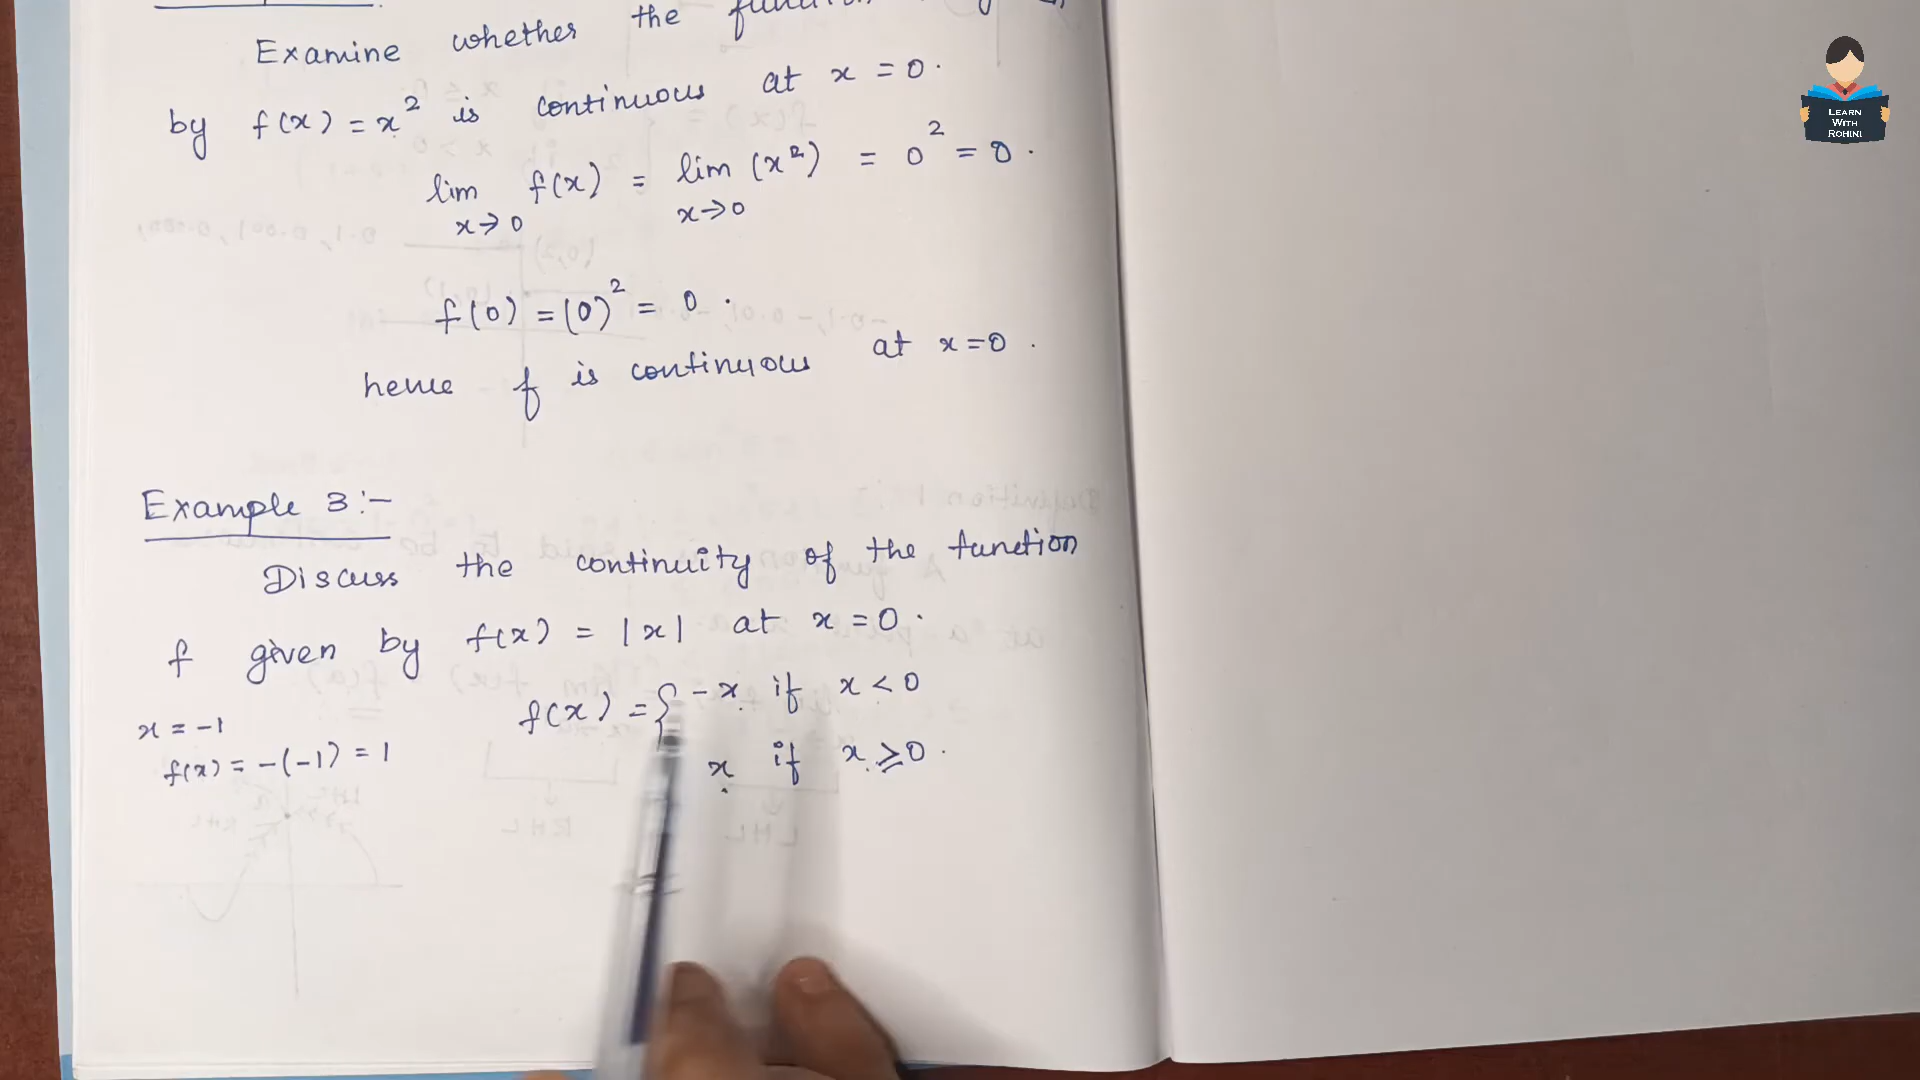 Examine whether the
by f(x) = x² is continuous at x = 0.
lim f(x) = lim (x²) = 0² = 0.
x→0 x→0
f(0) = (0)² = 0.
hence f is continuous at x=0.
Example 3:-
Discuss the continuity of the function
f given by f(x) = |x| at x = 0.
f(x) = { -x if x < 0
x if x ≥ 0.
x = -1
f(x) = -(-1) = 1
LEARN
WITH
ROHINI